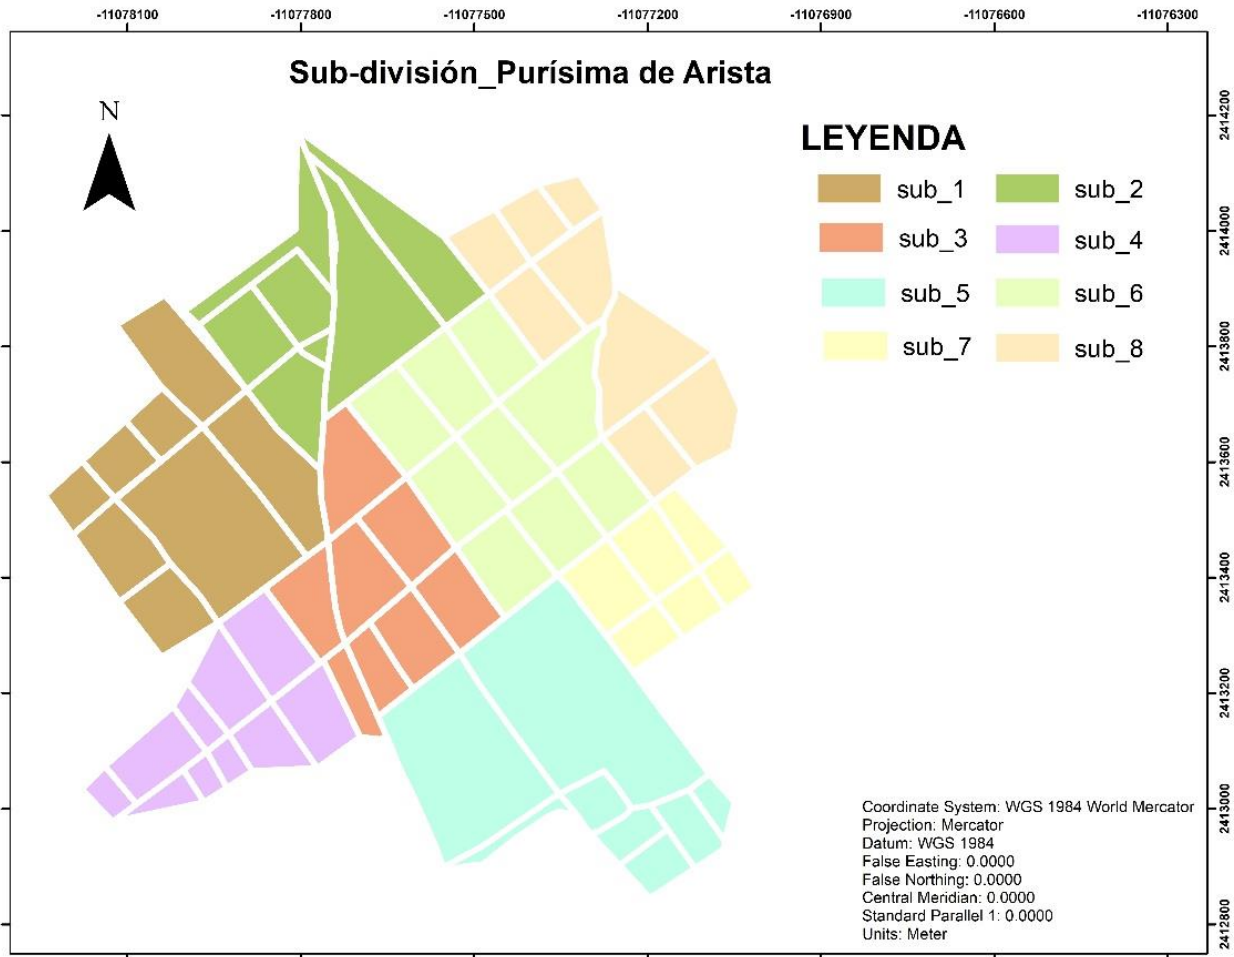 -11078100 -11077800 -11077500 -11077200 -11076900 -11076600 -11076300
Sub-división_Purísima de Arista
N
LEYENDA
sub_1 sub_2
sub_3 sub_4
sub_5 sub_6
sub_7 sub_8
2414200
2414000
2413800
2413600
2413400
2413200
2413000
2412800
Coordinate System: WGS 1984 World Mercator
Projection: Mercator
Datum: WGS 1984
False Easting: 0.0000
False Northing: 0.0000
Central Meridian: 0.0000
Standard Parallel 1: 0.0000
Units: Meter